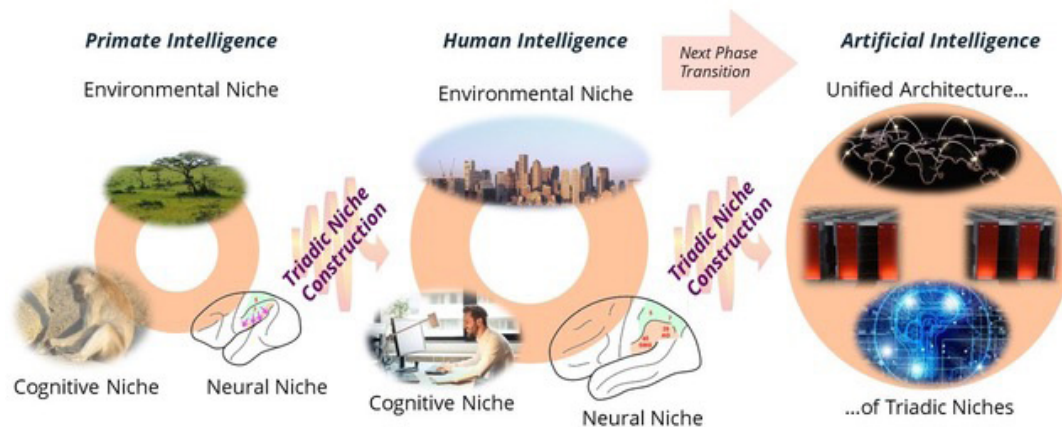 Primate Intelligence
Human Intelligence
Next Phase
Transition
Artificial Intelligence
Environmental Niche
Environmental Niche
Unified Architecture...
Triadic Niche
Construction
Triadic Niche
Construction
Cognitive Niche
Neural Niche
Cognitive Niche
Neural Niche
...of Triadic Niches